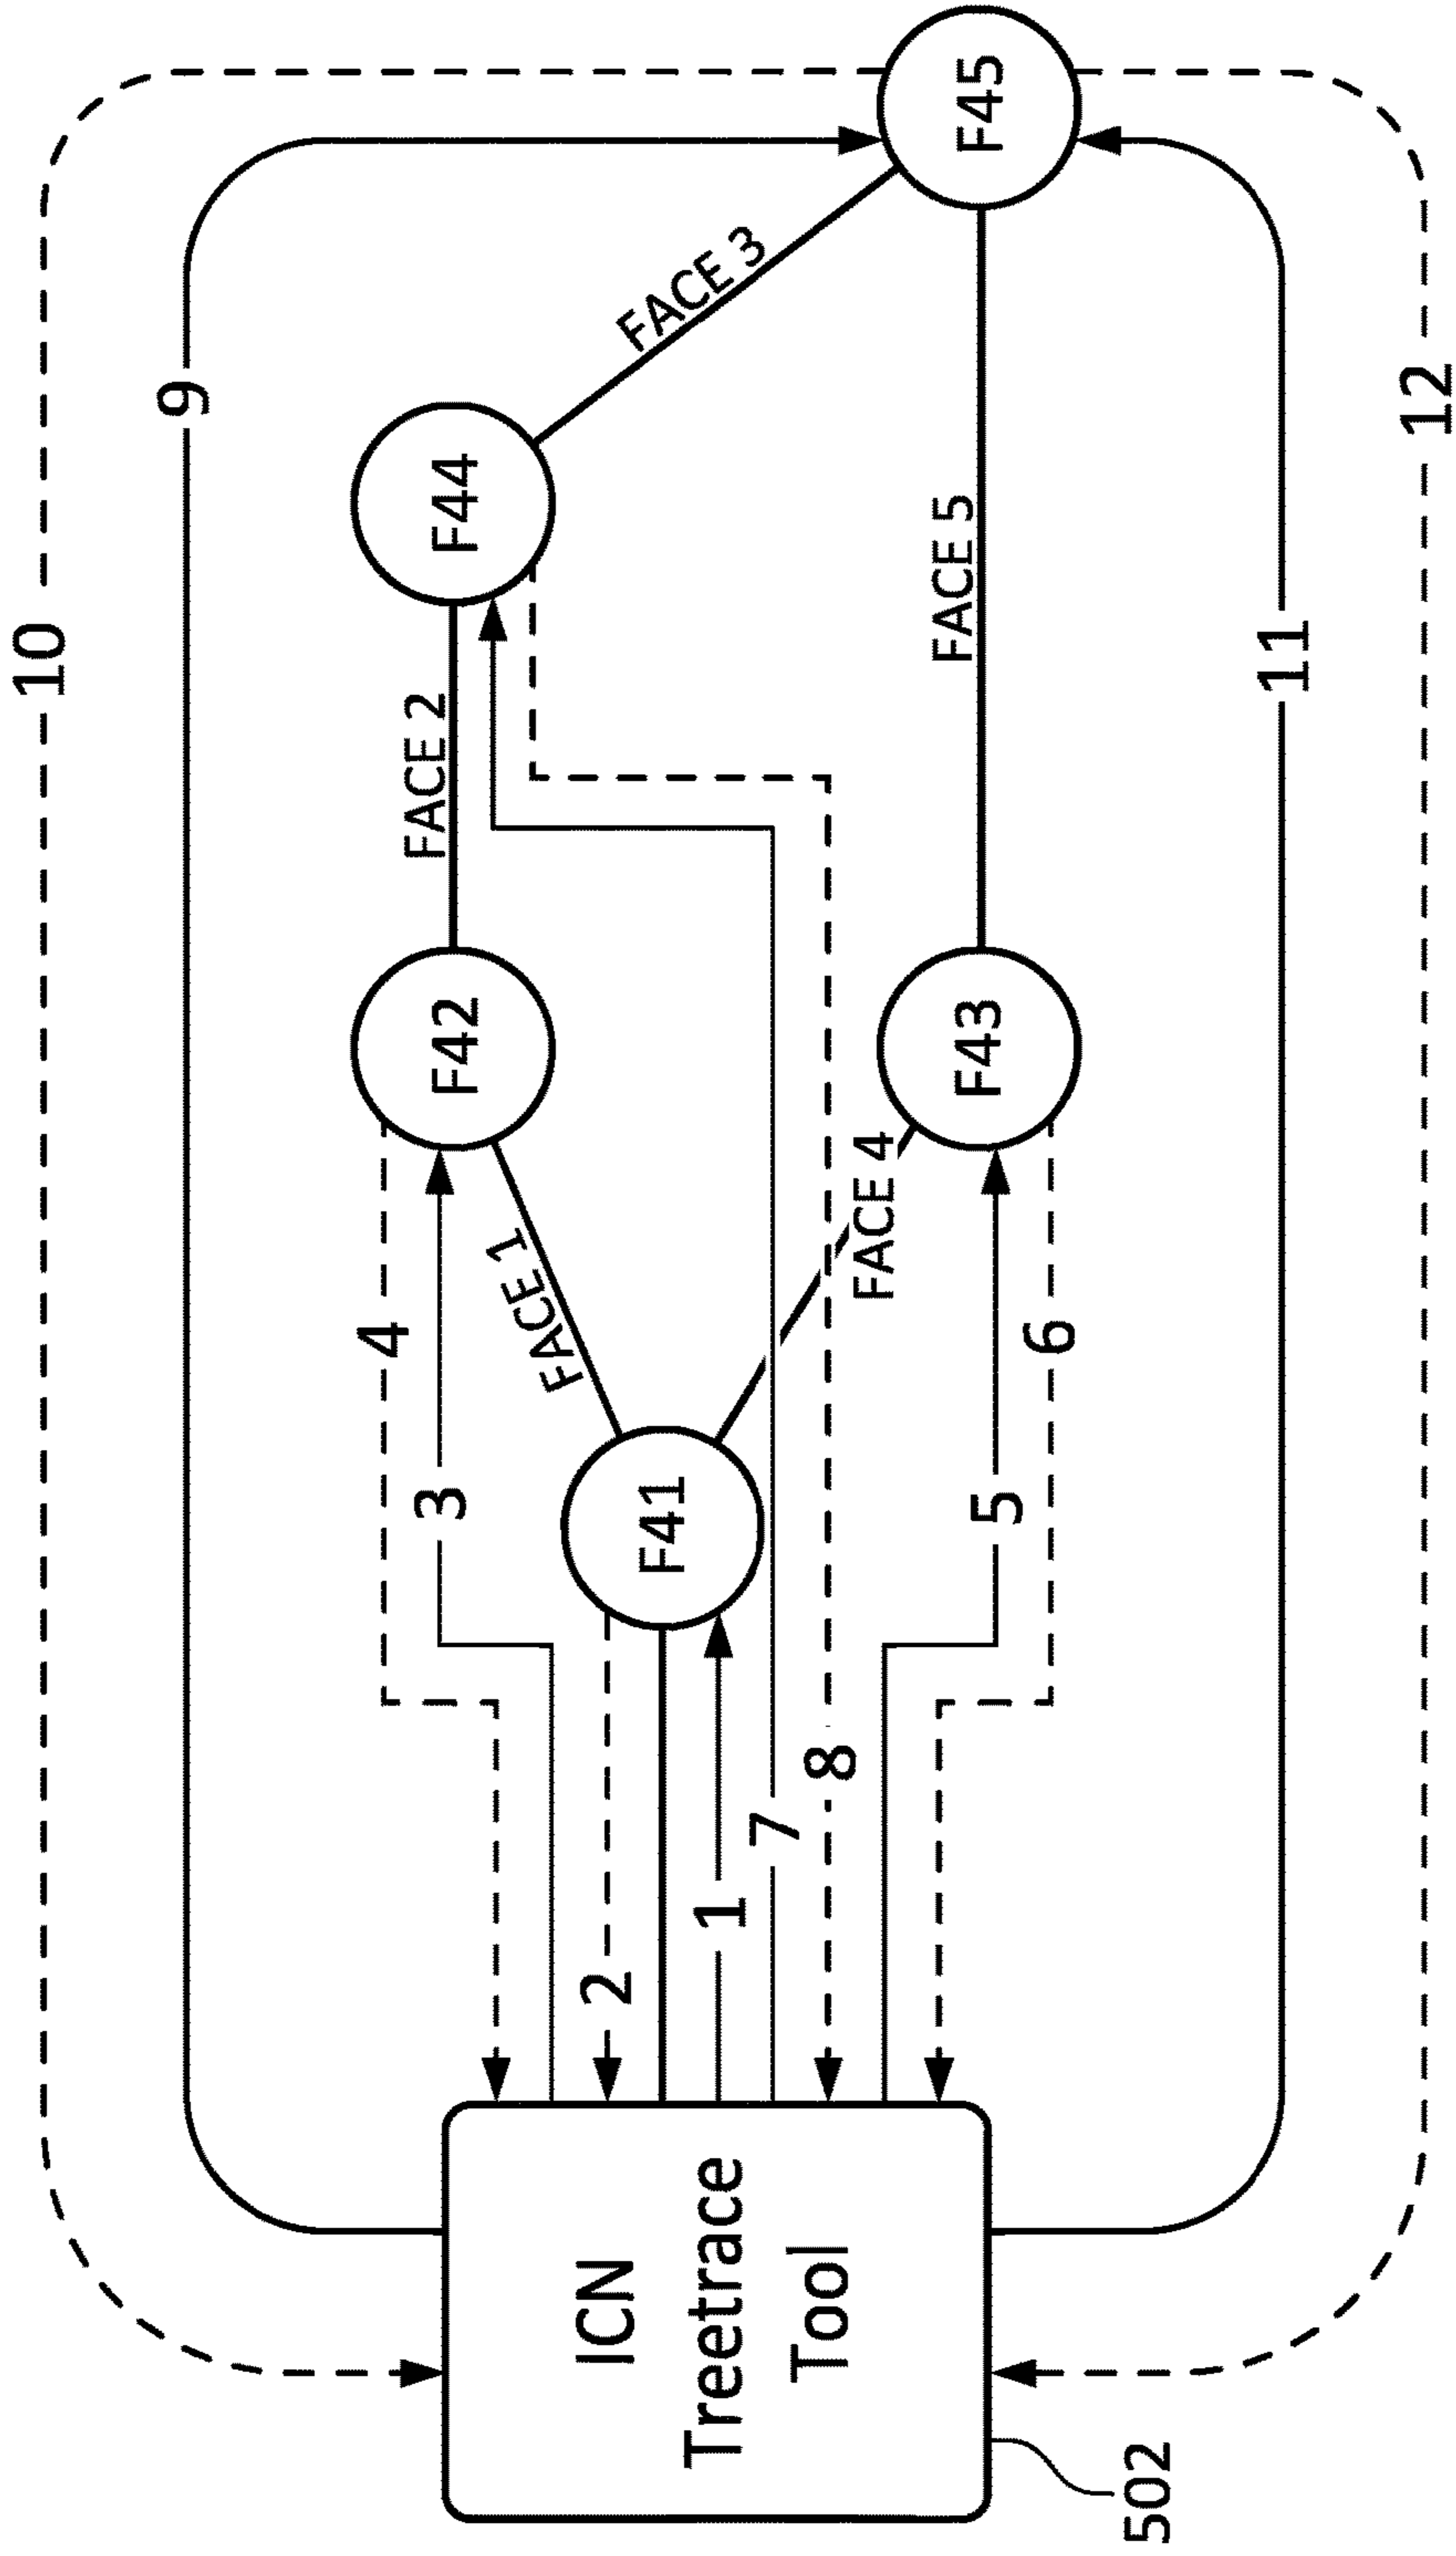 10
9
4
3
FACE 1
F42
FACE 2
F44
FACE 3
2
F41
1
7
8
FACE 4
ICN
Treetrace
Tool
5
6
F43
FACE 5
F45
11
12
502